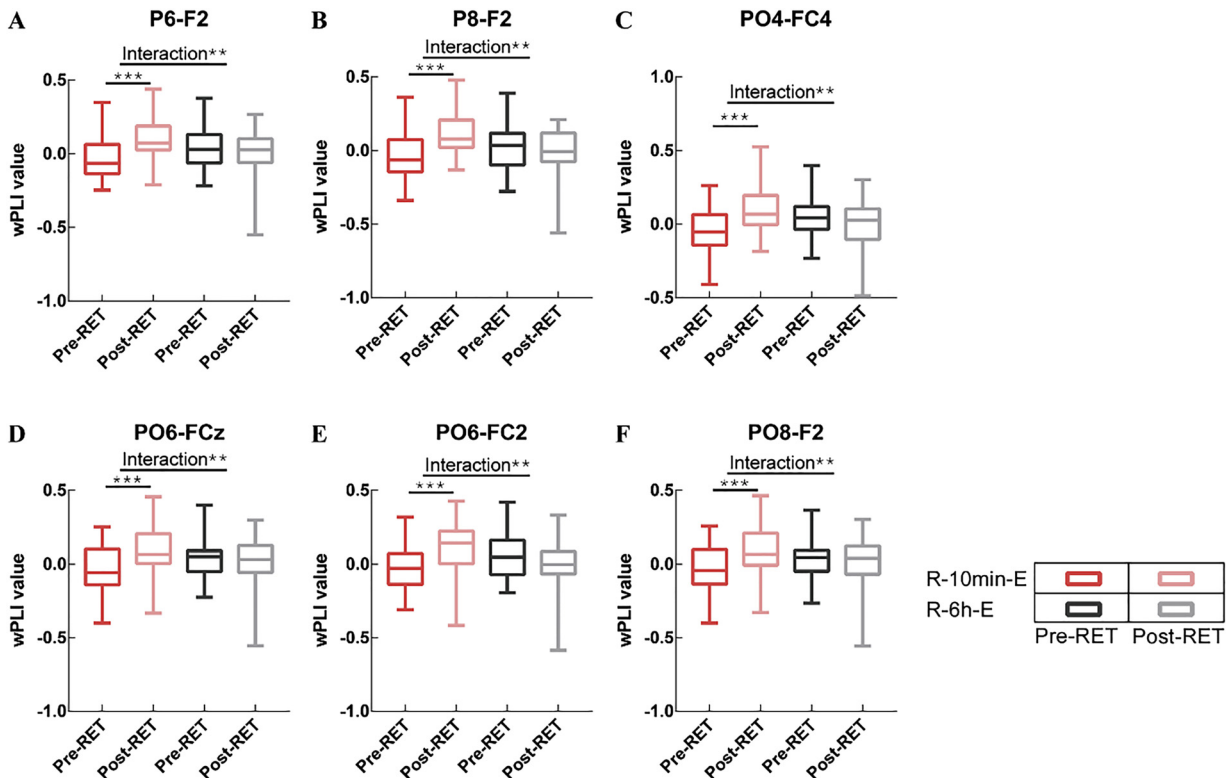 A
P6-F2
Interaction**
***
wPLI value
0.5
0.0
-0.5
-1.0
Pre-RET
Post-RET
Pre-RET
Post-RET
B
P8-F2
Interaction**
***
wPLI value
0.5
0.0
-0.5
-1.0
Pre-RET
Post-RET
Pre-RET
Post-RET
C
PO4-FC4
Interaction**
***
wPLI value
1.0
0.5
0.0
-0.5
Pre-RET
Post-RET
Pre-RET
Post-RET
D
PO6-FCz
Interaction**
***
wPLI value
0.5
0.0
-0.5
-1.0
Pre-RET
Post-RET
Pre-RET
Post-RET
E
PO6-FC2
Interaction**
***
wPLI value
0.5
0.0
-0.5
-1.0
Pre-RET
Post-RET
Pre-RET
Post-RET
F
PO8-F2
Interaction**
***
wPLI value
0.5
0.0
-0.5
-1.0
Pre-RET
Post-RET
Pre-RET
Post-RET
R-10min-E
R-6h-E
Pre-RET Post-RET